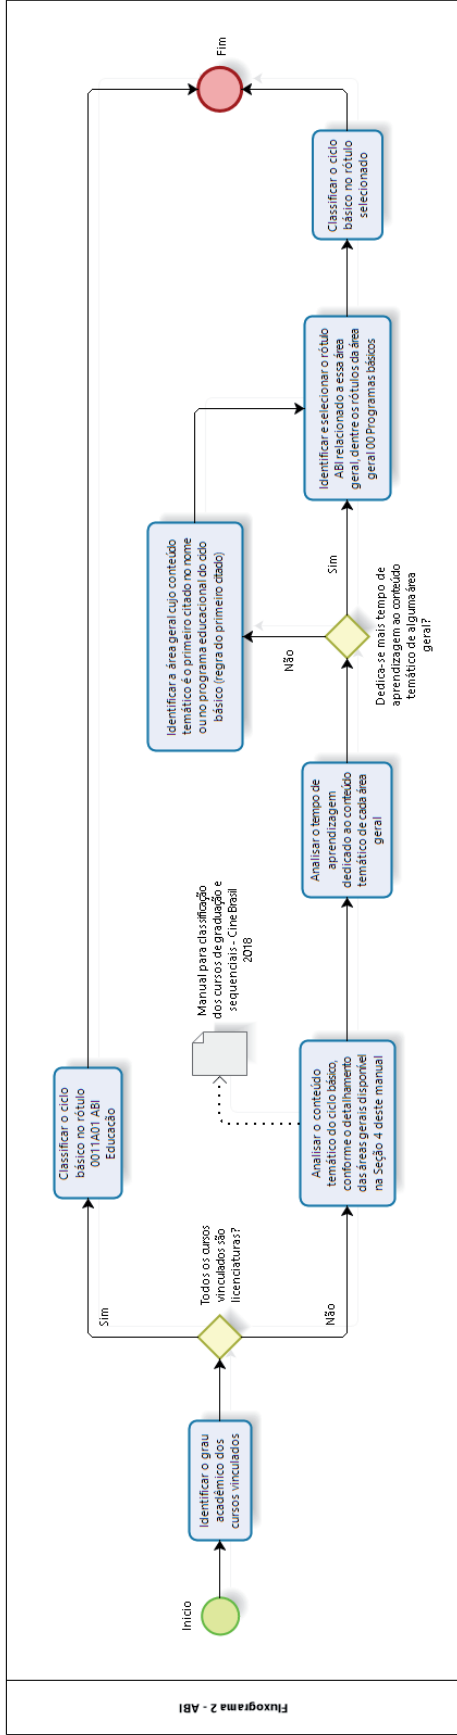 Fluxograma 2 - ABI
Início
Identificar o grau
acadêmico dos
cursos vinculados
Todos os cursos
vinculados são
licenciaturas?
Sim
Não
Classificar o ciclo
básico no rótulo
0011A01 ABI
Educação
Analisar o conteúdo
temático do ciclo básico,
conforme o detalhamento
das áreas gerais disponível
na Seção 4 deste manual
Manual para classificação
dos cursos de graduação e
sequenciais - Cine Brasil
2018
Analisar o tempo de
aprendizagem
dedicado ao conteúdo
temático de cada área
geral
Dedica-se mais tempo de
aprendizagem ao conteúdo
temático de alguma área
geral?
Não
Sim
Identificar a área geral cujo conteúdo
temático é o primeiro citado no nome
ou no programa educacional do ciclo
básico (regra do primeiro citado)
Identificar e selecionar o rótulo
ABI relacionado a essa área
geral, dentre os rótulos da área
geral 00 Programas básicos
Classificar o ciclo
básico no rótulo
selecionado
Fim